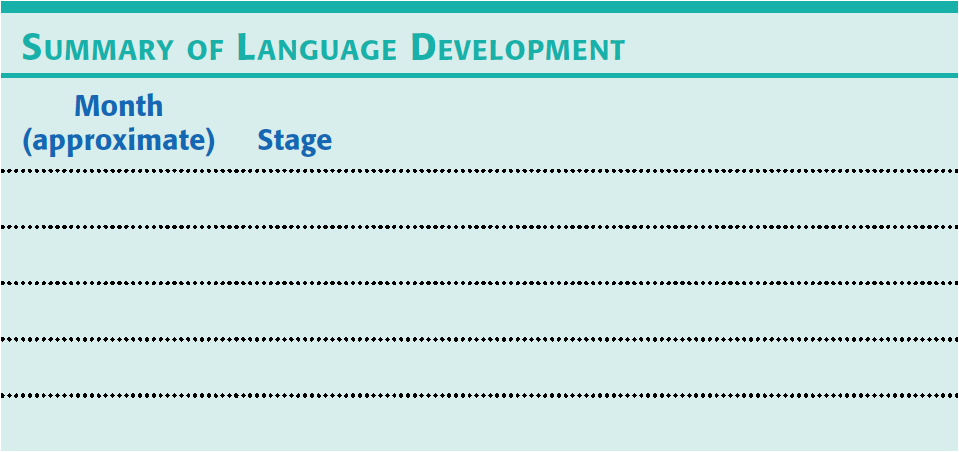 SUMMARY OF LANGUAGE DEVELOPMENT
Month
(approximate) Stage